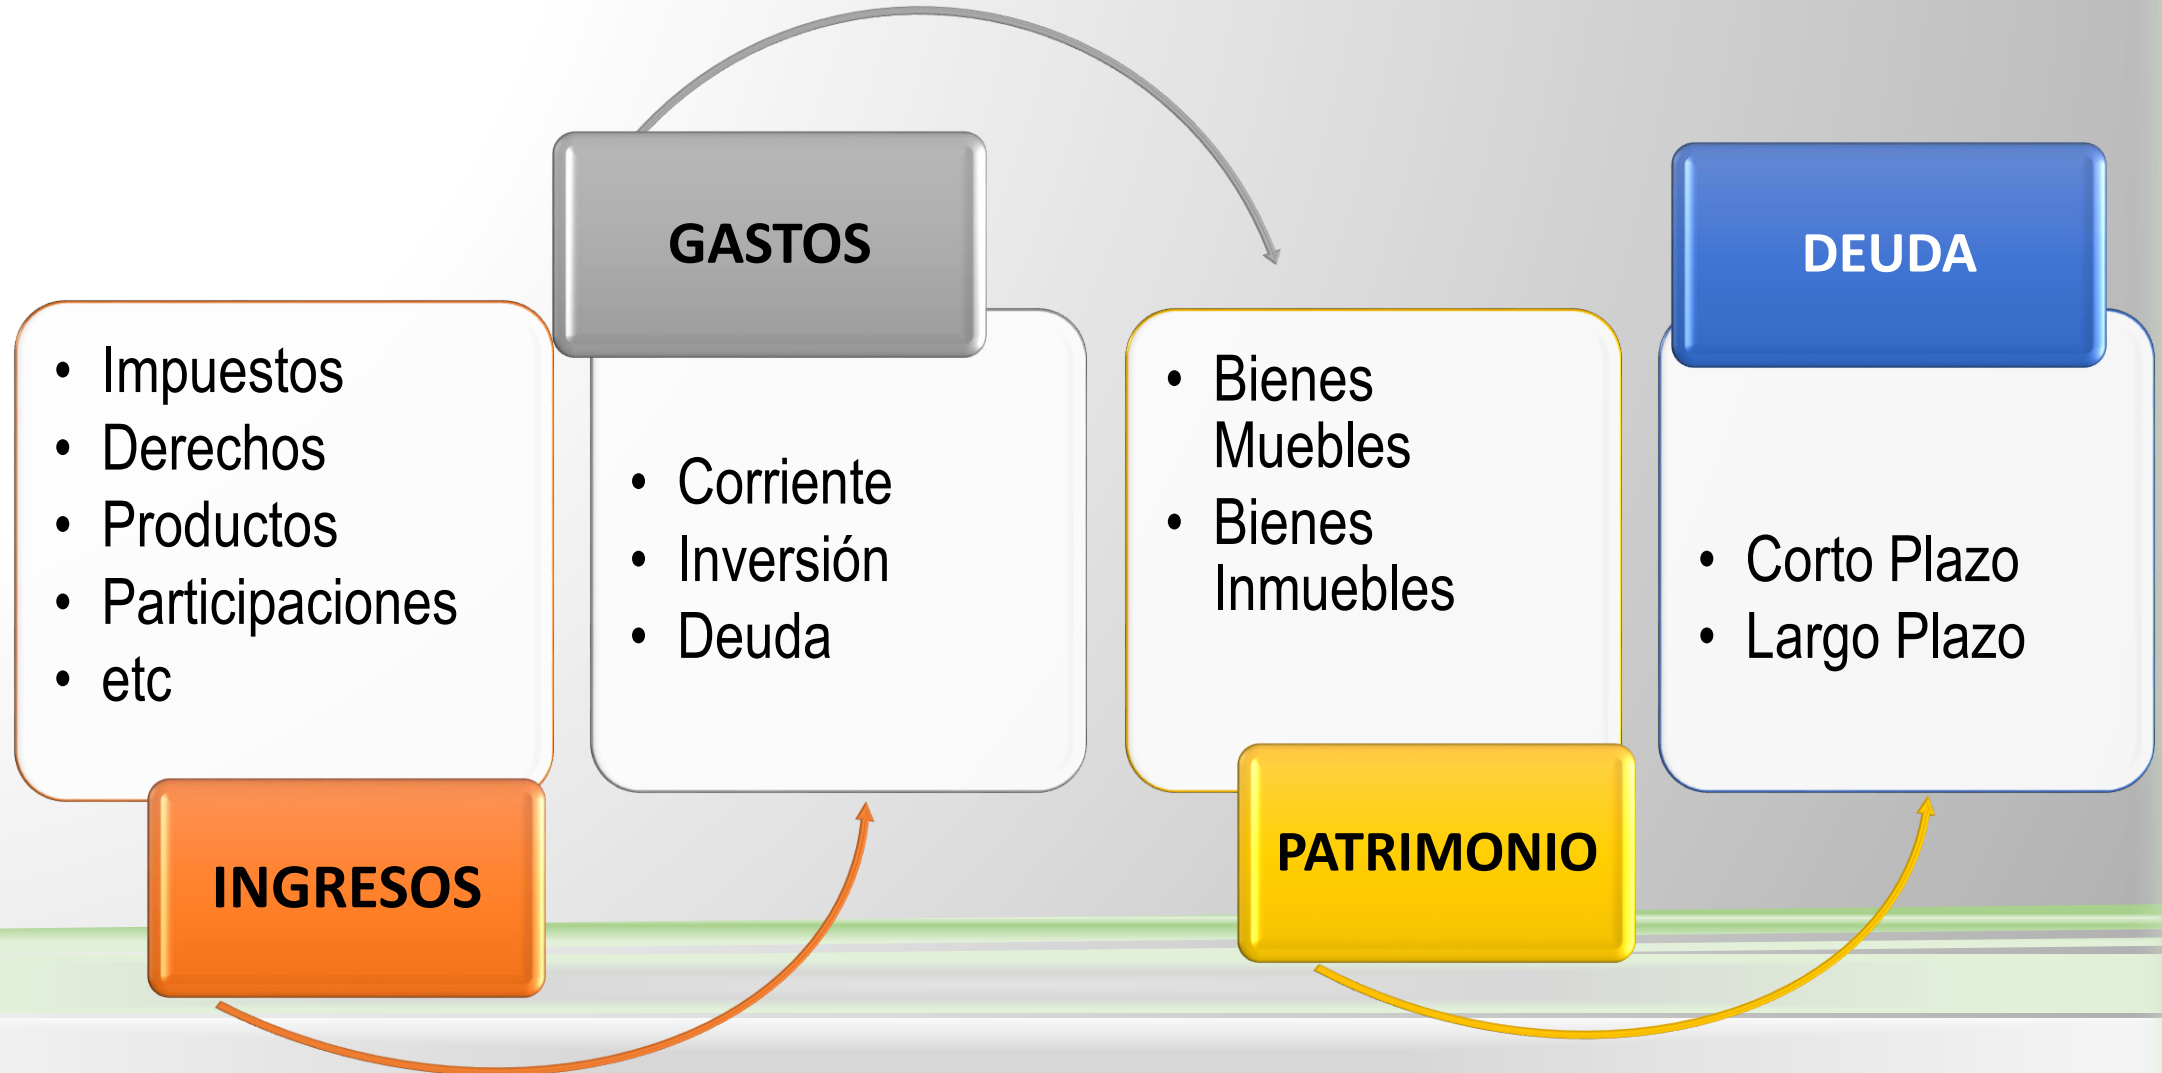 • Impuestos
• Derechos
• Productos
• Participaciones
• etc
INGRESOS
GASTOS
• Corriente
• Inversión
• Deuda
• Bienes
Muebles
• Bienes
Inmuebles
PATRIMONIO
DEUDA
• Corto Plazo
• Largo Plazo